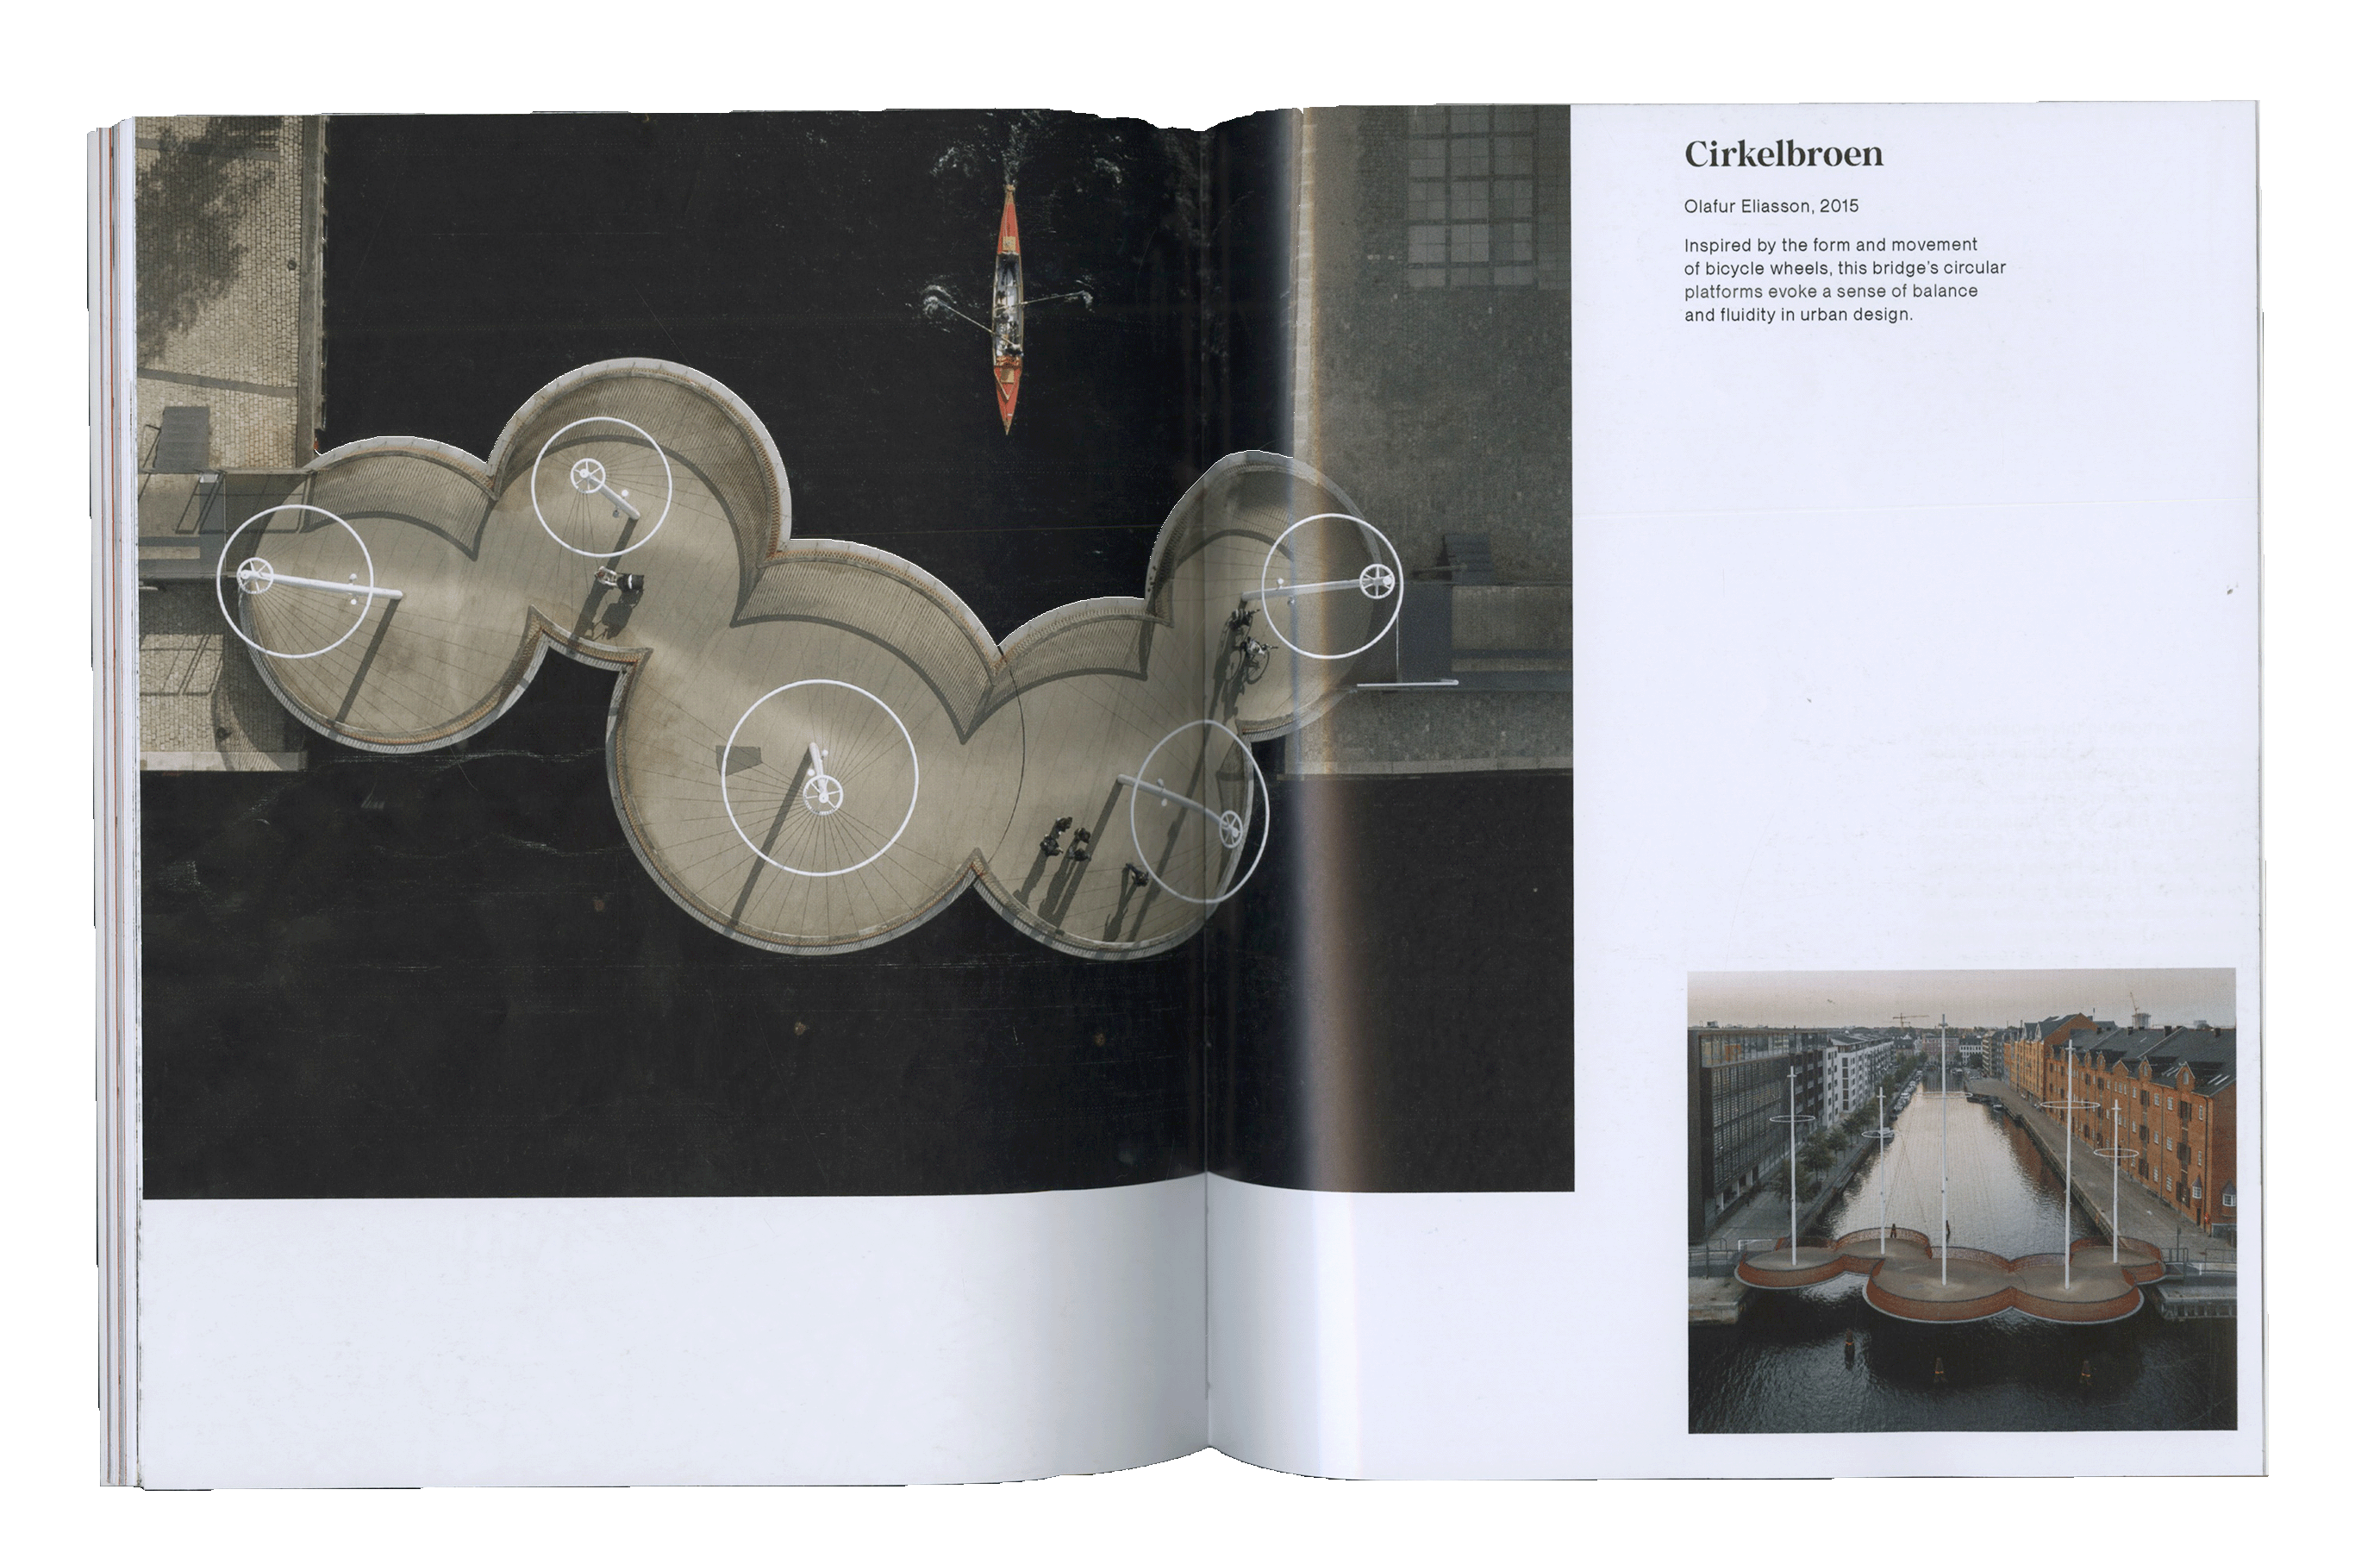 Cirkelbroen
Olafur Eliasson, 2015
Inspired by the form and movement
of bicycle wheels, this bridge's circular
platforms evoke a sense of balance
and fluidity in urban design.